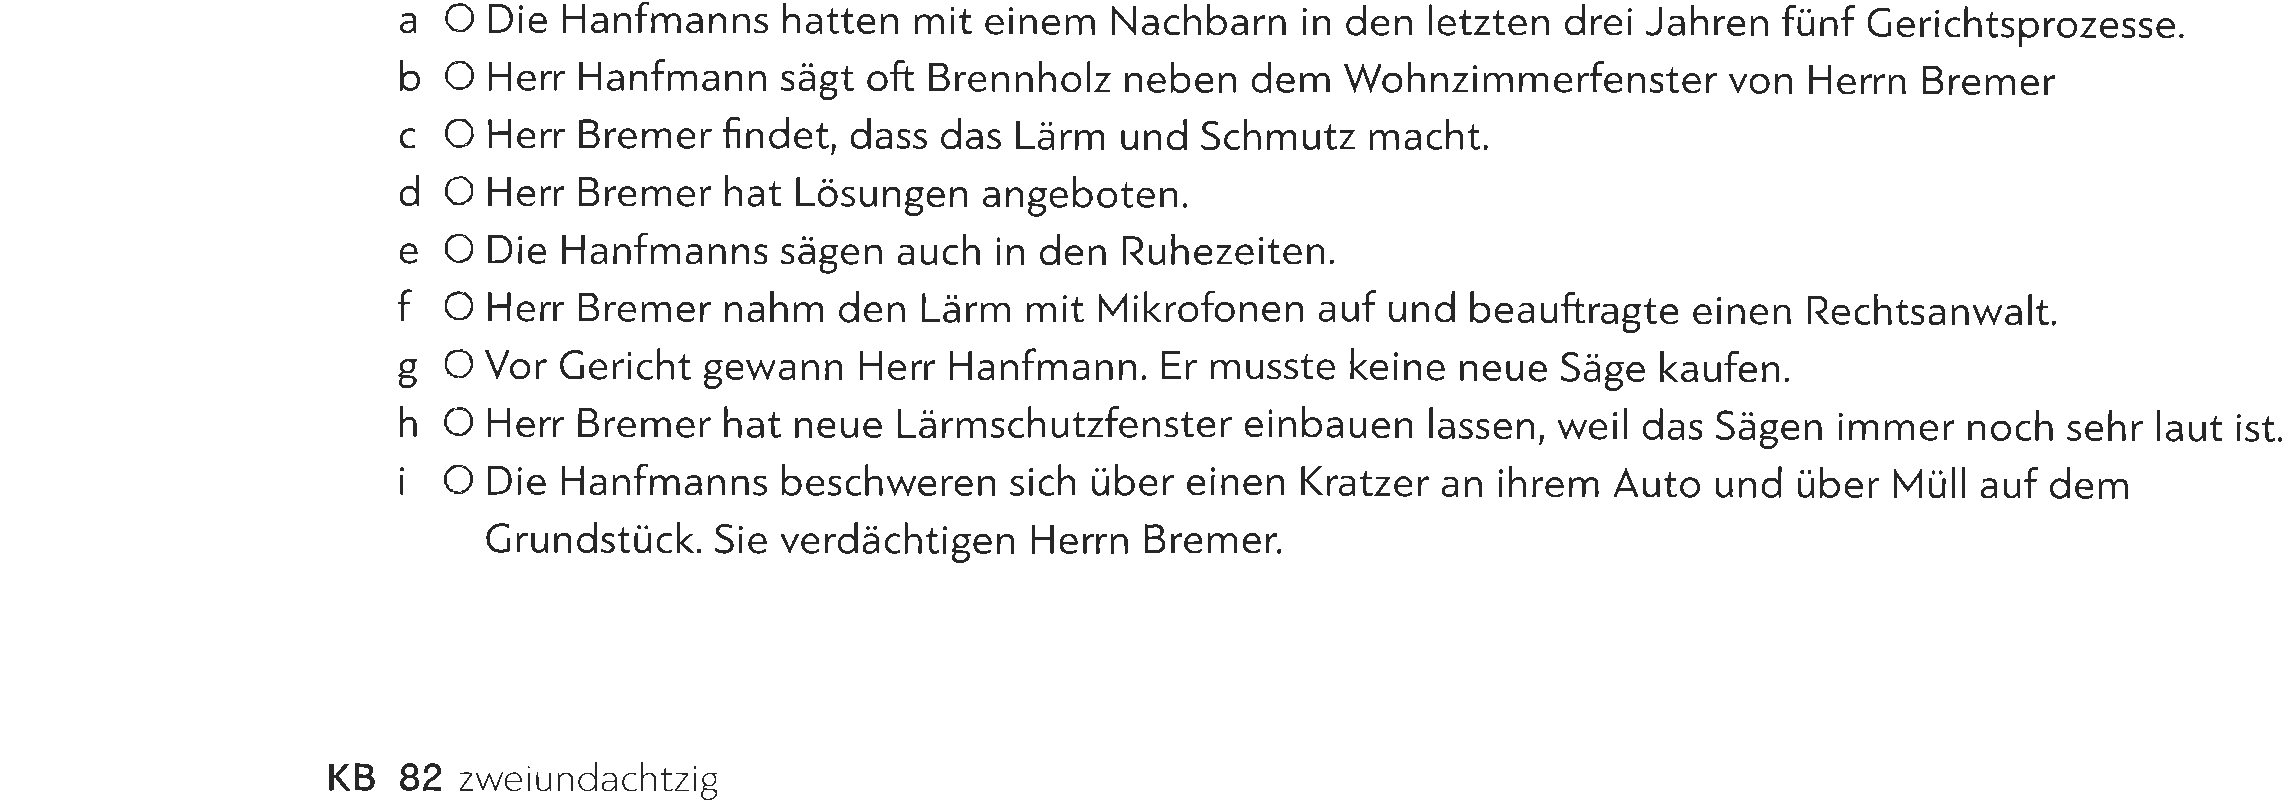 a ○ Die Hanfmanns hatten mit einem Nachbarn in den letzten drei Jahren fünf Gerichtsprozesse.
b ○ Herr Hanfmann sägt oft Brennholz neben dem Wohnzimmerfenster von Herrn Bremer
c ○ Herr Bremer findet, dass das Lärm und Schmutz macht.
d ○ Herr Bremer hat Lösungen angeboten.
e ○ Die Hanfmanns sägen auch in den Ruhezeiten.
f ○ Herr Bremer nahm den Lärm mit Mikrofonen auf und beauftragte einen Rechtsanwalt.
g ○ Vor Gericht gewann Herr Hanfmann. Er musste keine neue Säge kaufen.
h ○ Herr Bremer hat neue Lärmschutzfenster einbauen lassen, weil das Sägen immer noch sehr laut ist.
i ○ Die Hanfmanns beschweren sich über einen Kratzer an ihrem Auto und über Müll auf dem
Grundstück. Sie verdächtigen Herrn Bremer.
KB 82 zweiundachtzig